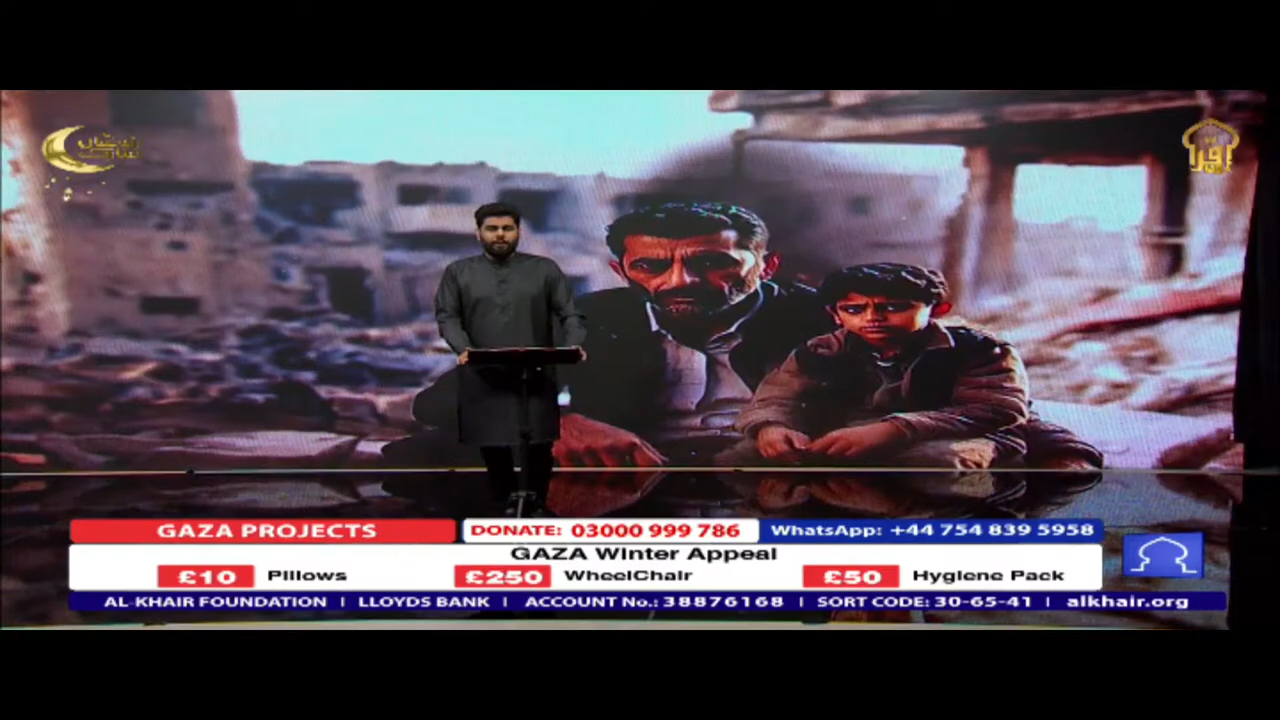 اقرأ
GAZA PROJECTS
DONATE: 03000 999 786
WhatsApp: +44 754 839 5958
GAZA Winter Appeal
£10 Pillows
£250 WheelChair
£50 Hygiene Pack
AL-KHAIR FOUNDATION | LLOYDS BANK | ACCOUNT No.: 38876168 | SORT CODE: 30-65-41 | alkhair.org